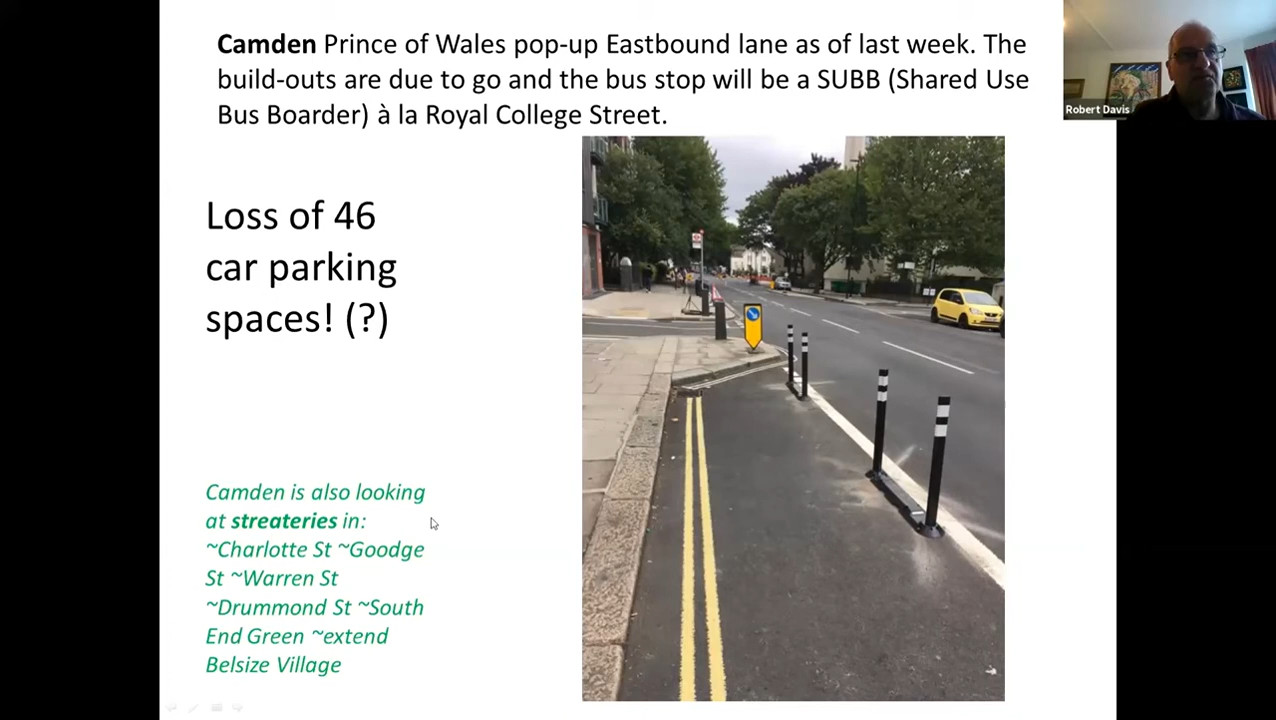 Camden Prince of Wales pop-up Eastbound lane as of last week. The
build-outs are due to go and the bus stop will be a SUBB (Shared Use
Bus Boarder) à la Royal College Street.
Robert Davis
Loss of 46
car parking
spaces! (?)
Camden is also looking
at streateries in:
~Charlotte St ~Goodge
St ~Warren St
~Drummond St ~South
End Green ~extend
Belsize Village